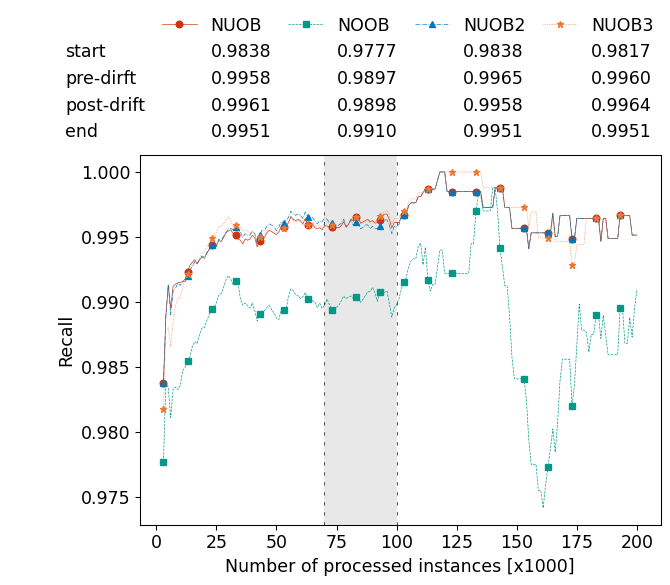 NUOB NOOB NUOB2 NUOB3
start 0.9838 0.9777 0.9838 0.9817
pre-dirft 0.9958 0.9897 0.9965 0.9960
post-drift 0.9961 0.9898 0.9958 0.9964
end 0.9951 0.9910 0.9951 0.9951
1.000
0.995
0.990
0.985
0.980
0.975
Recall
0 25 50 75 100 125 150 175 200
Number of processed instances [x1000]